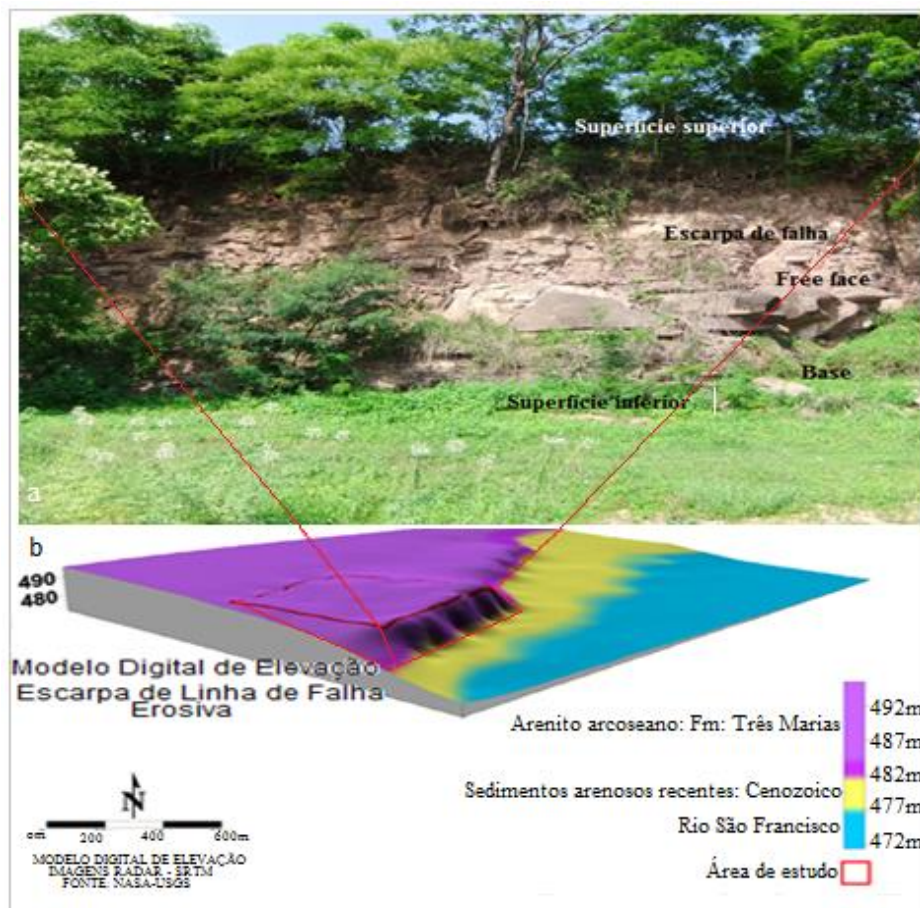 Superfície superior
Escarpa de falha
Free face
Base
Superfície inferior
a
b
490
480
Modelo Digital de Elevação
Escarpa de Linha de Falha
Erosiva
Arenito arcoseano: Fm: Três Marias
492m
487m
482m
Sedimentos arenosos recentes: Cenozoico
477m
Rio São Francisco
472m
Área de estudo
N
200 400 600m
MODELO DIGITAL DE ELEVAÇÃO
IMAGENS RADAR - SRTM
FONTE: NASA-USGS